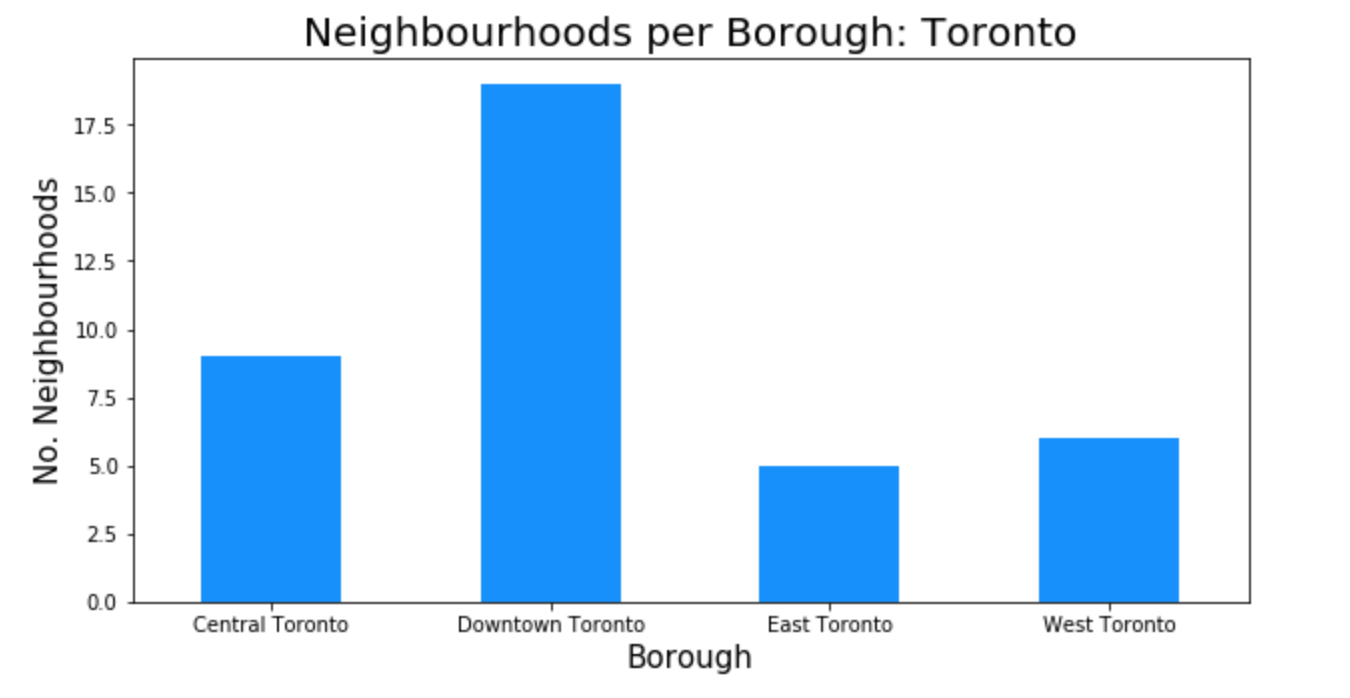 Neighbourhoods per Borough: Toronto
No. Neighbourhoods
17.5
15.0
12.5
10.0
7.5
5.0
2.5
0.0
Central Toronto Downtown Toronto East Toronto West Toronto
Borough